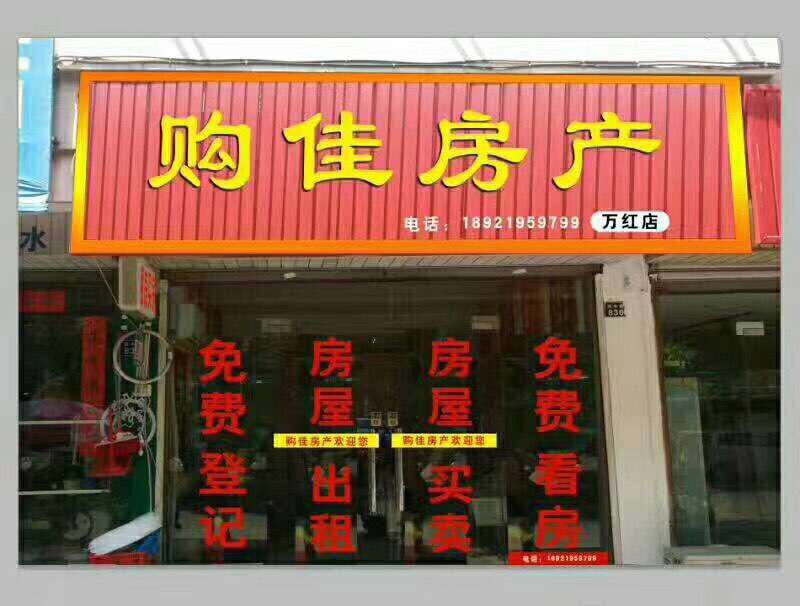 购佳房产
电话：18921959799 万红店
水
836
免费登记
房屋出租
房屋买卖
免费看房
购佳房产欢迎您
购佳房产欢迎您
电话：18921959799